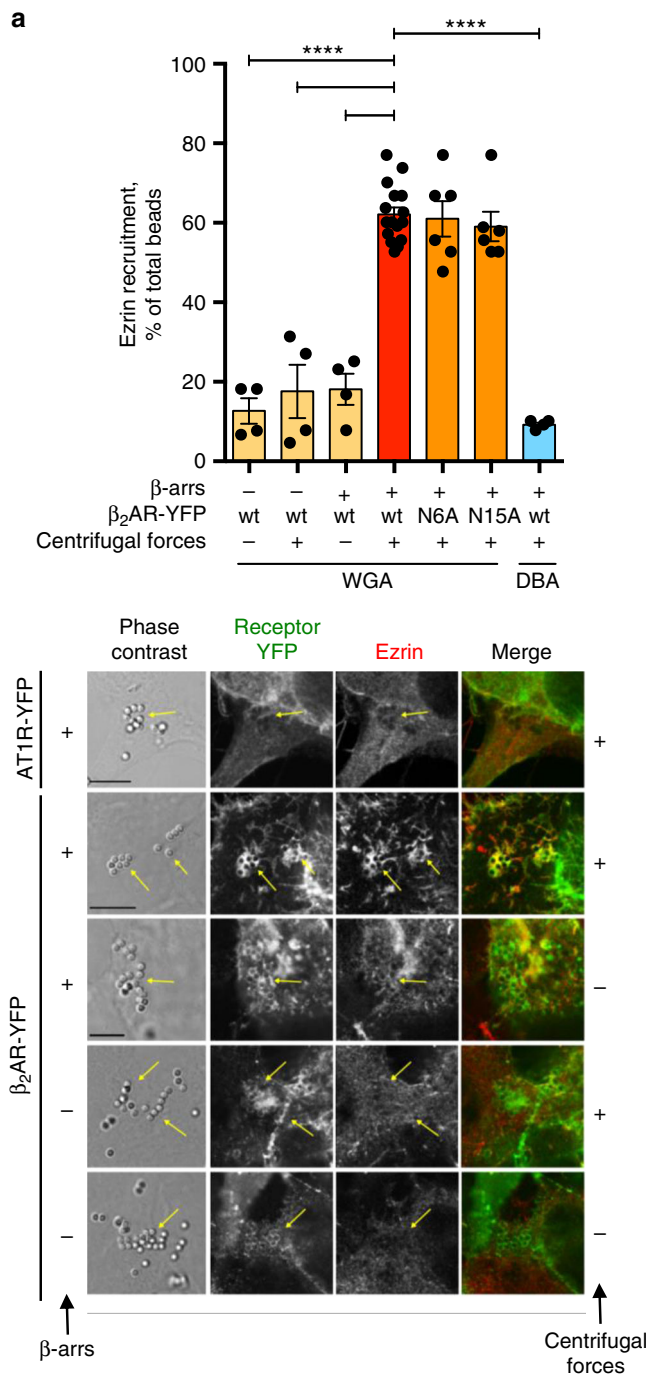 a
****
****
100
80
60
40
20
0
Ezrin recruitment,
% of total beads
β-arrs − − + + + + +
β₂AR-YFP wt wt wt wt N6A N15A wt
Centrifugal forces − + − + + + +
WGA DBA
Phase contrast
Receptor YFP
Ezrin
Merge
AT1R-YFP
+ +
β₂AR-YFP
+ +
+ −
− +
− −
β-arrs
Centrifugal forces